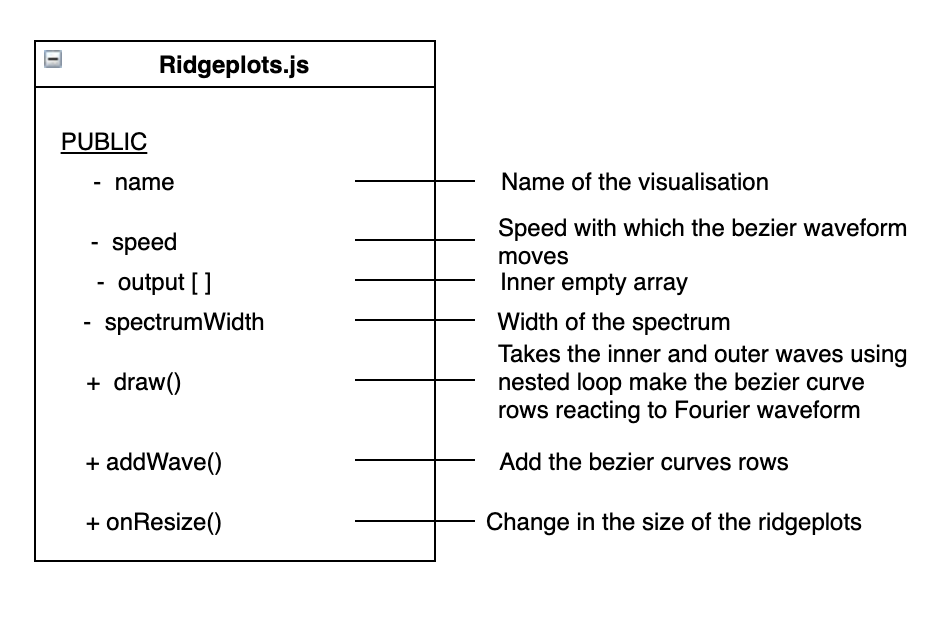 Ridgeplots.js
PUBLIC
- name
Name of the visualisation
- speed
Speed with which the bezier waveform
moves
- output [ ]
Inner empty array
- spectrumWidth
Width of the spectrum
+ draw()
Takes the inner and outer waves using
nested loop make the bezier curve
rows reacting to Fourier waveform
+ addWave()
Add the bezier curves rows
+ onResize()
Change in the size of the ridgeplots